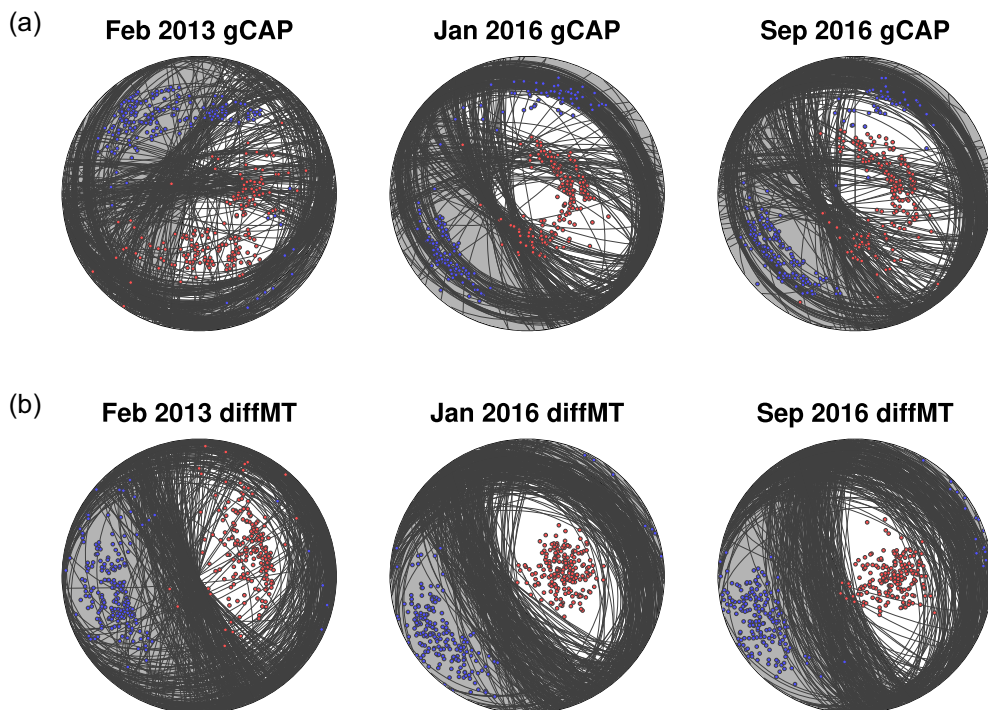 (a)
Feb 2013 gCAP Jan 2016 gCAP Sep 2016 gCAP
(b)
Feb 2013 diffMT Jan 2016 diffMT Sep 2016 diffMT